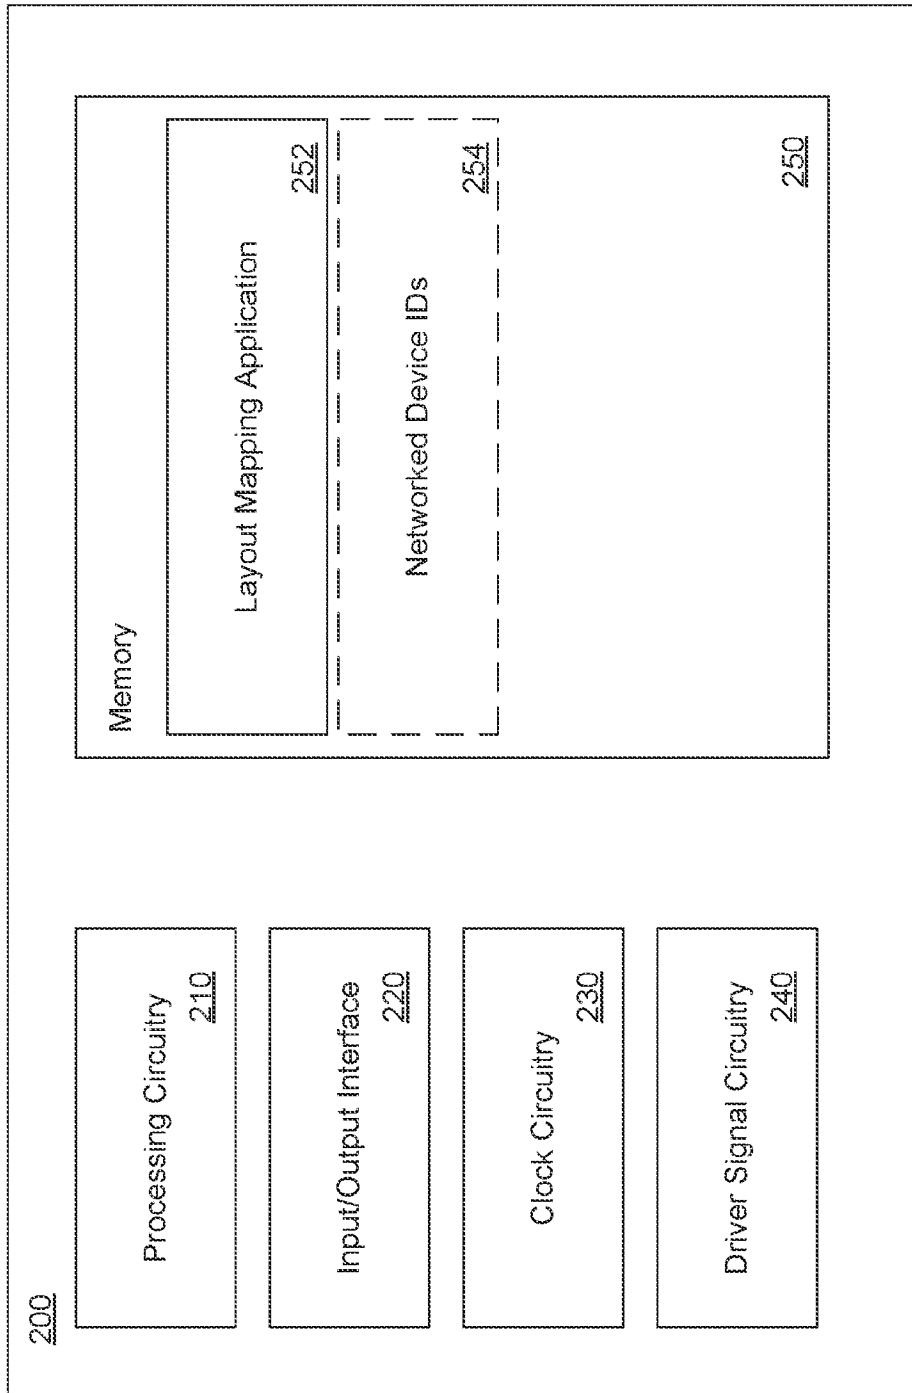 200
Processing Circuitry
210
Input/Output Interface
220
Clock Circuitry
230
Driver Signal Circuitry
240
Memory
Layout Mapping Application
252
Networked Device IDs
254
250